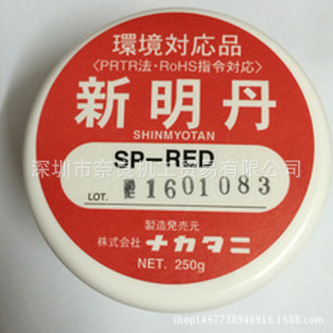 環境対応品
〈PRTR法・RoHS指令対応〉
新明丹
SHINMYOTAN
SP-RED
深圳市奈良机工贸易有限公司
LOT.
1601083
製造発売元
株式会社 ナカタニ
NET. 250g
shop1467738940916.1688.com